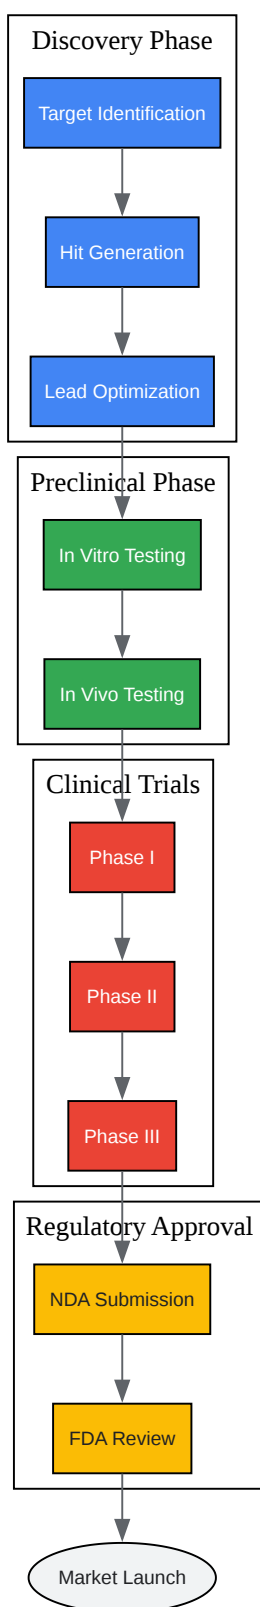 Discovery Phase
Target Identification
Hit Generation
Lead Optimization
Preclinical Phase
In Vitro Testing
In Vivo Testing
Clinical Trials
Phase I
Phase II
Phase III
Regulatory Approval
NDA Submission
FDA Review
Market Launch